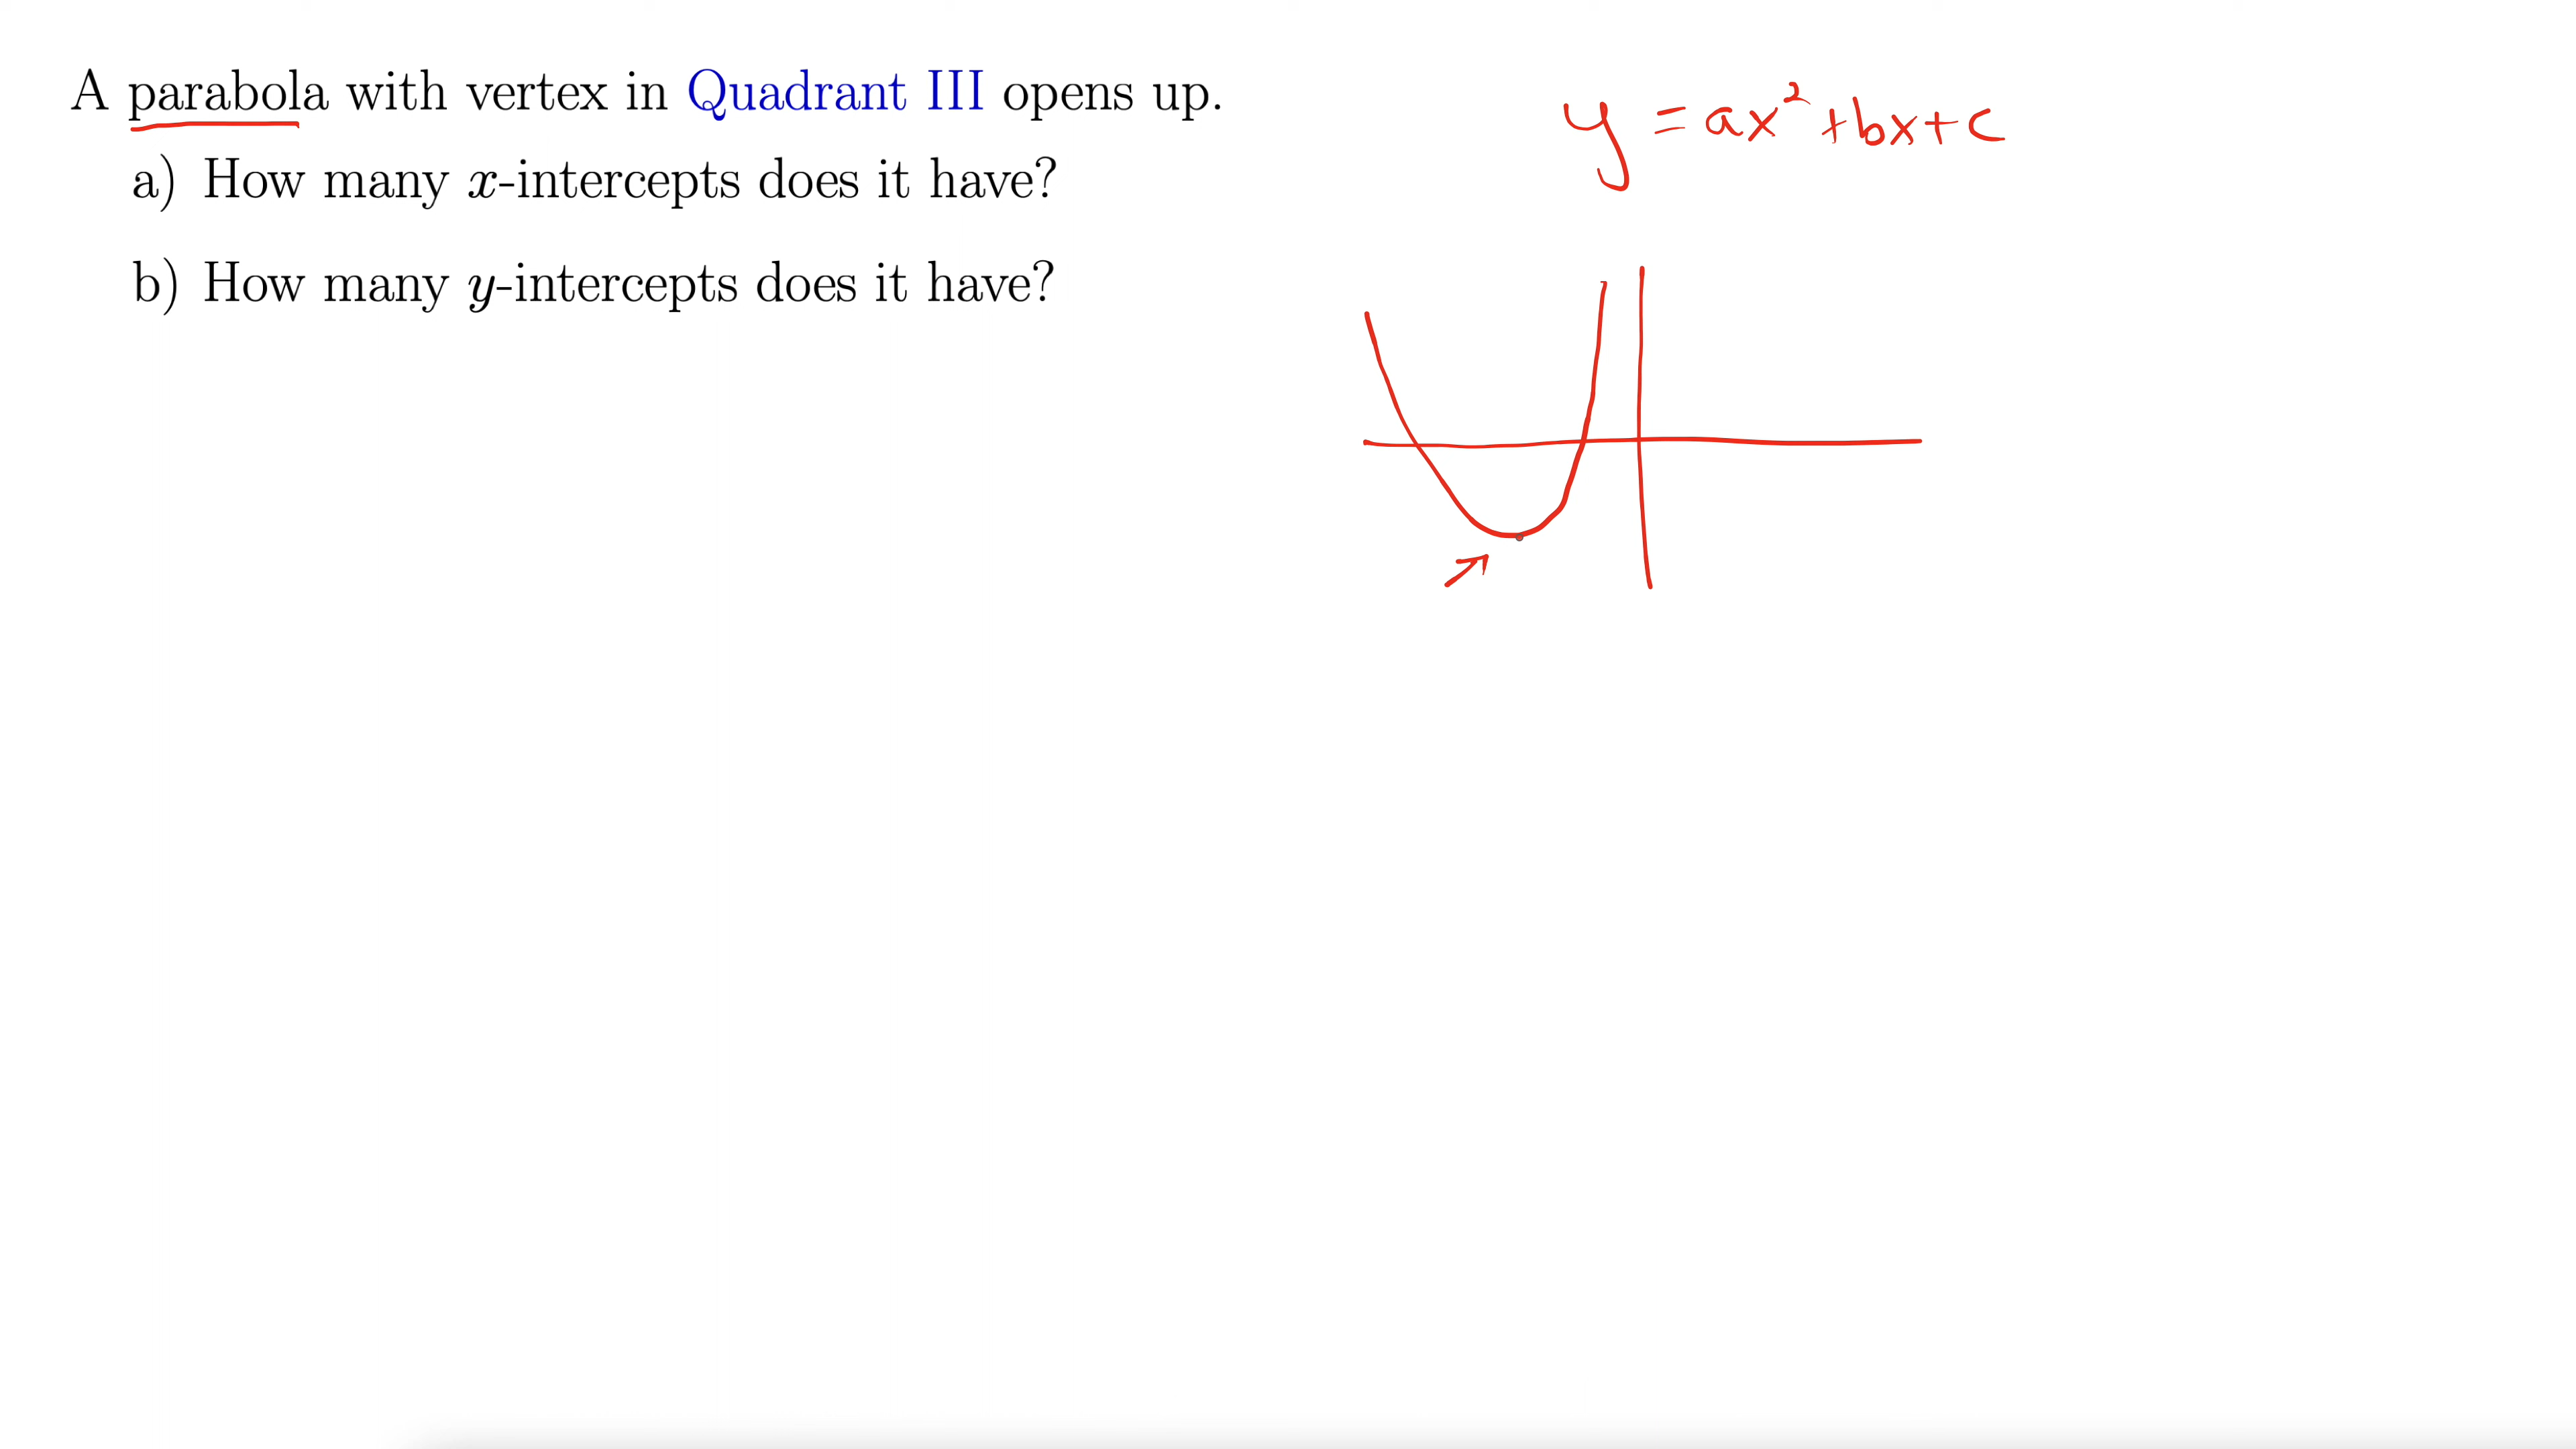 A parabola with vertex in Quadrant III opens up.
a) How many x-intercepts does it have?
b) How many y-intercepts does it have?
y = ax² + bx + c